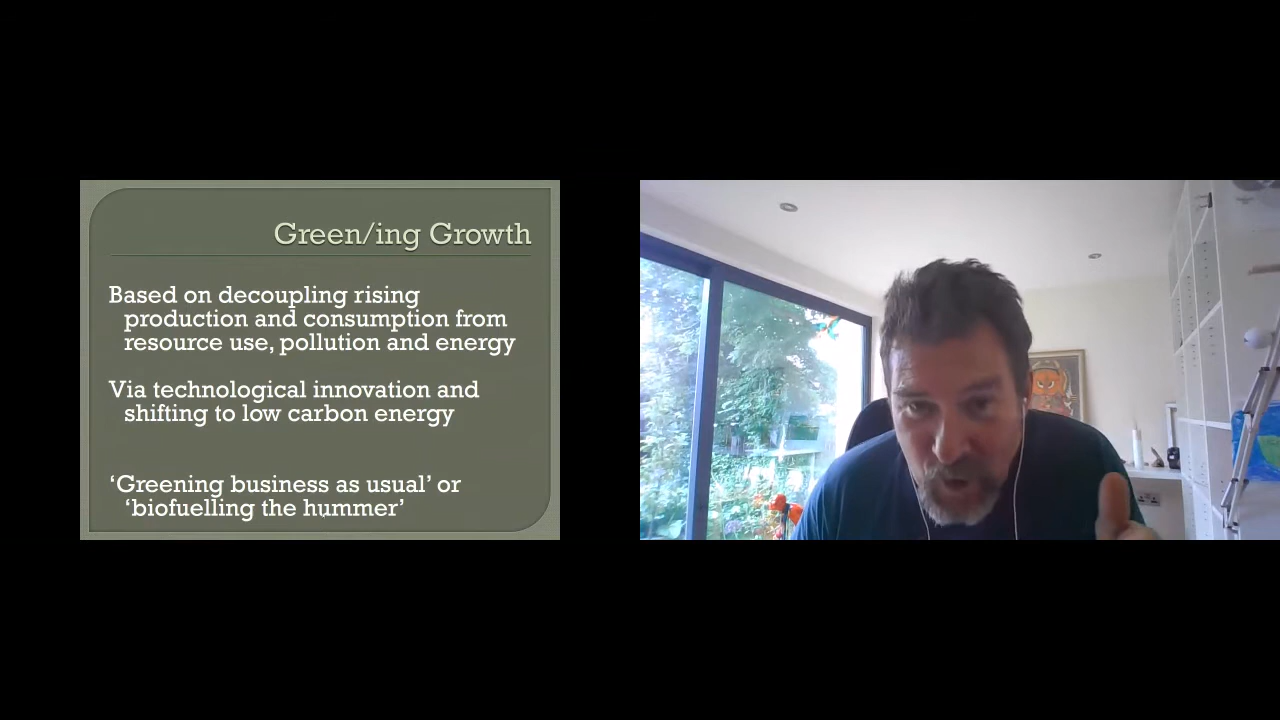 Green/ing Growth
Based on decoupling rising
production and consumption from
resource use, pollution and energy
Via technological innovation and
shifting to low carbon energy
‘Greening business as usual’ or
‘biofuelling the hummer’